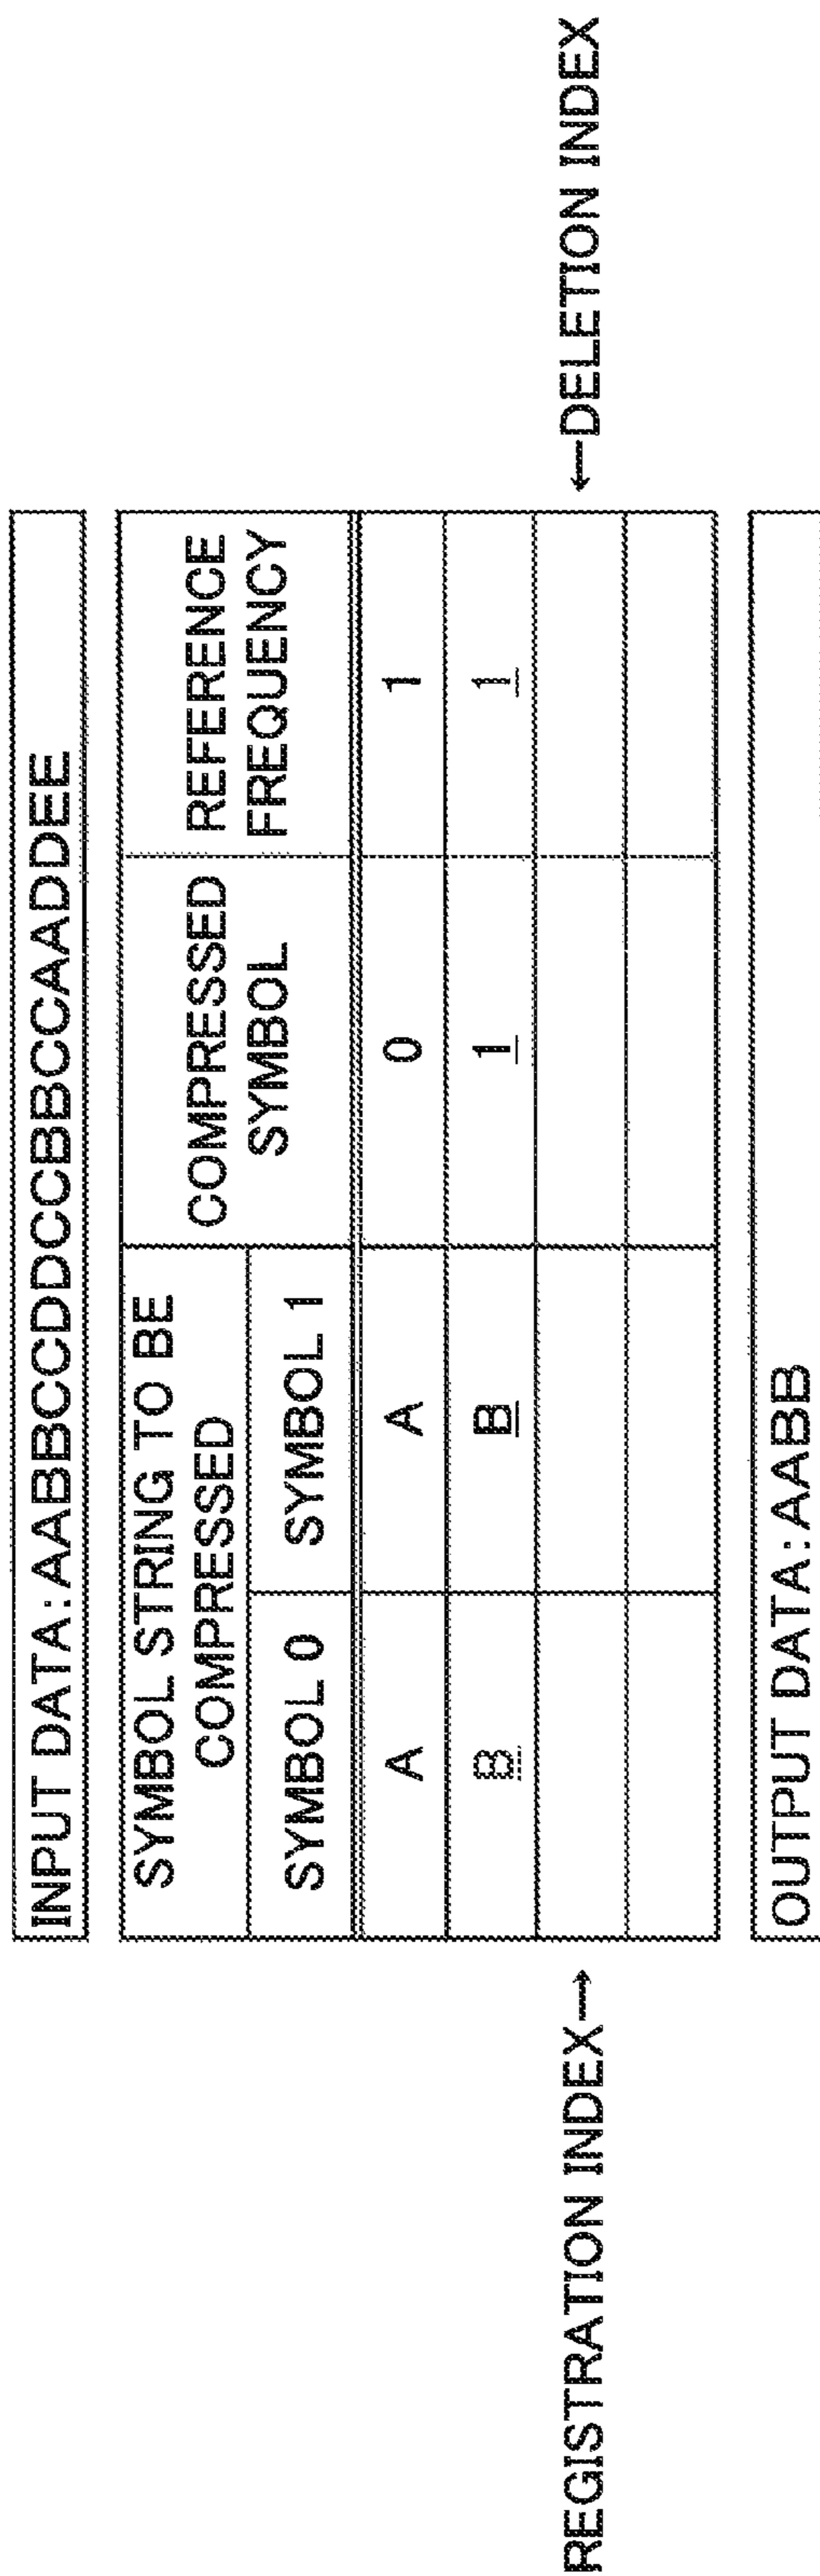 INPUT DATA:AABBCCDDCCBBCCAADDEE
SYMBOL STRING TO BE
COMPRESSED
COMPRESSED
SYMBOL
REFERENCE
FREQUENCY
SYMBOL 0
SYMBOL 1
A A 0 1
B B 1 1
REGISTRATION INDEX→
←DELETION INDEX
OUTPUT DATA:AABB